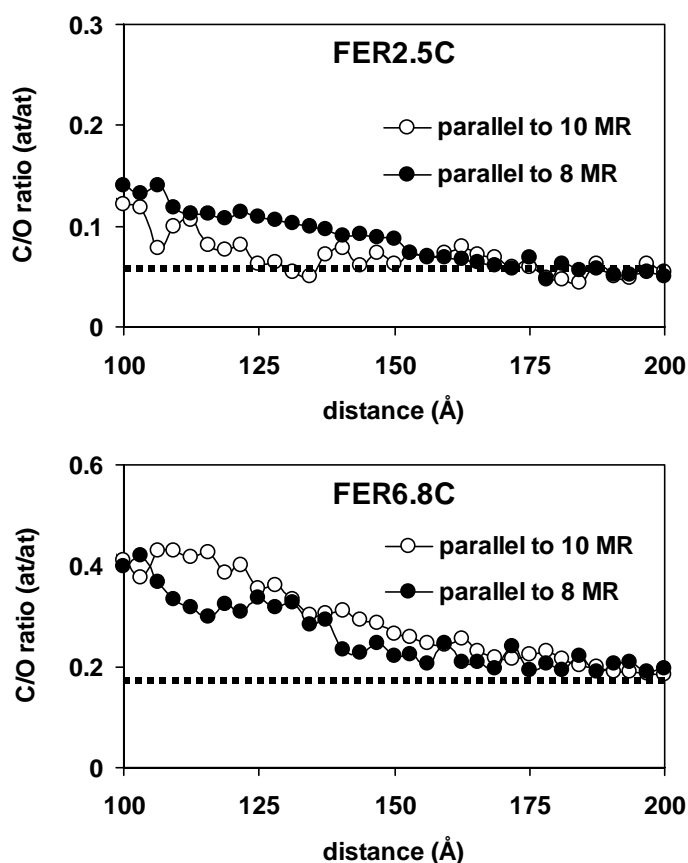 FER2.5C
C/O ratio (at/at)
0.3
0.2
0.1
0
parallel to 10 MR
parallel to 8 MR
100 125 150 175 200
distance (Å)
FER6.8C
C/O ratio (at/at)
0.6
0.4
0.2
0
parallel to 10 MR
parallel to 8 MR
100 125 150 175 200
distance (Å)